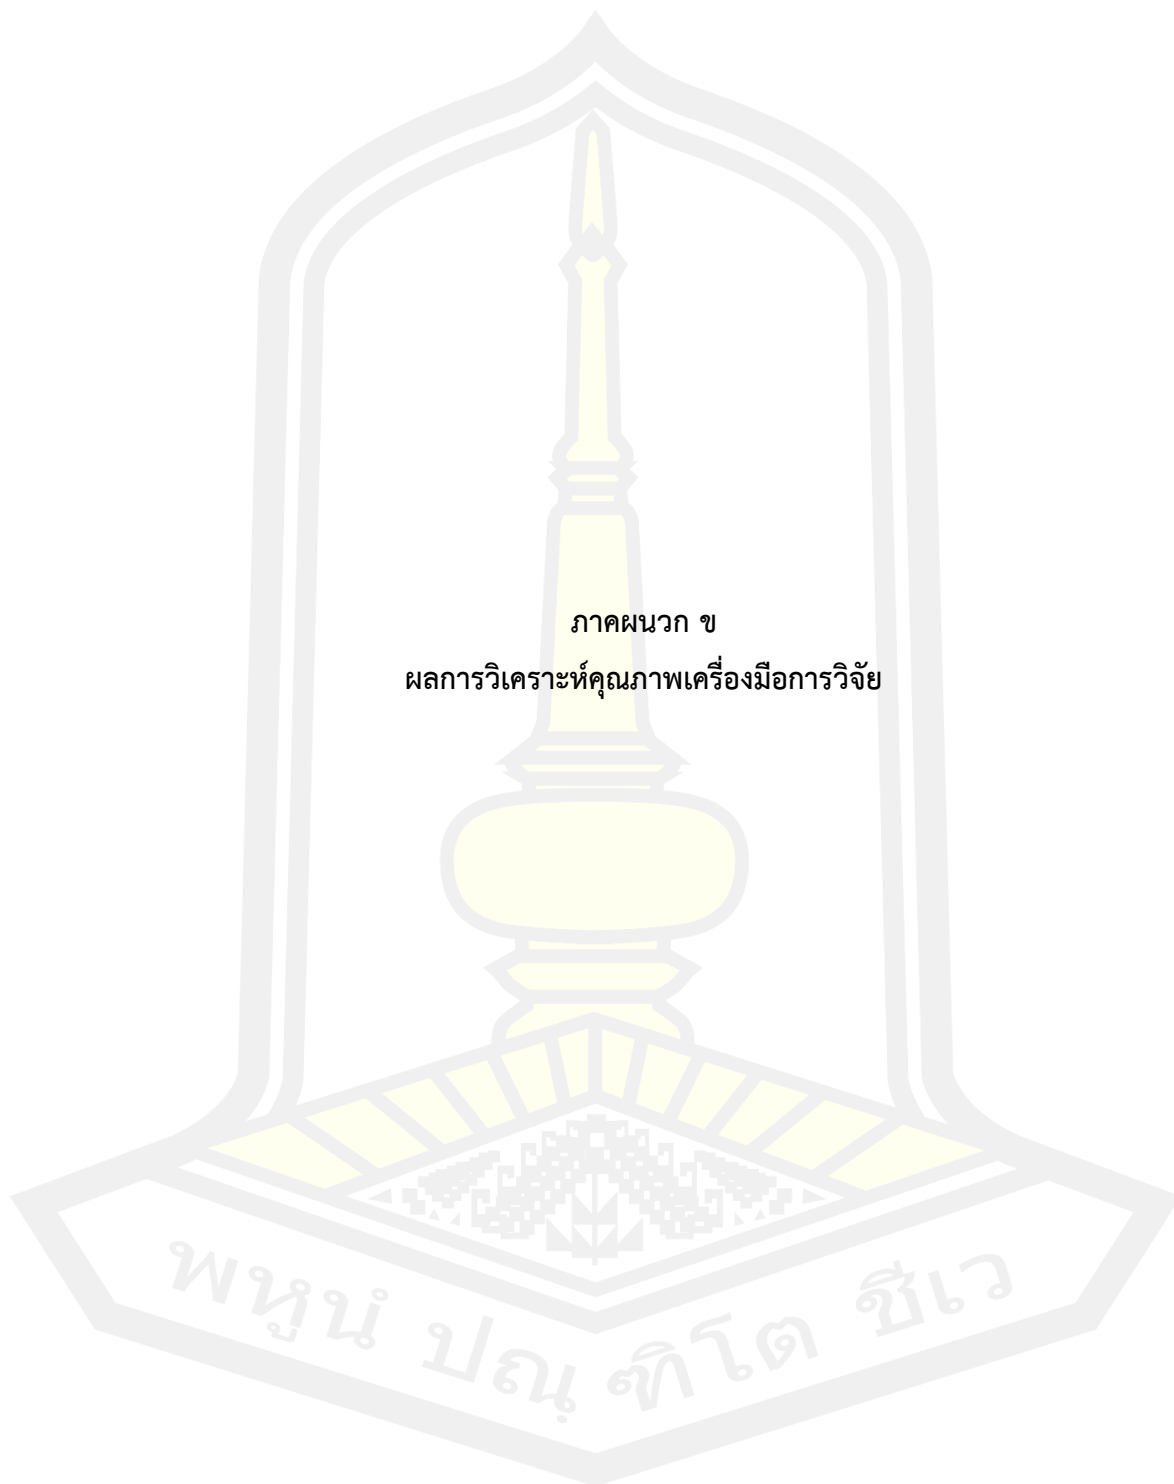 ภาคผนวก ข
ผลการวิเคราะห์คุณภาพเครื่องมือการวิจัย
พหูนํ ปณฺฑิโต ชีเว